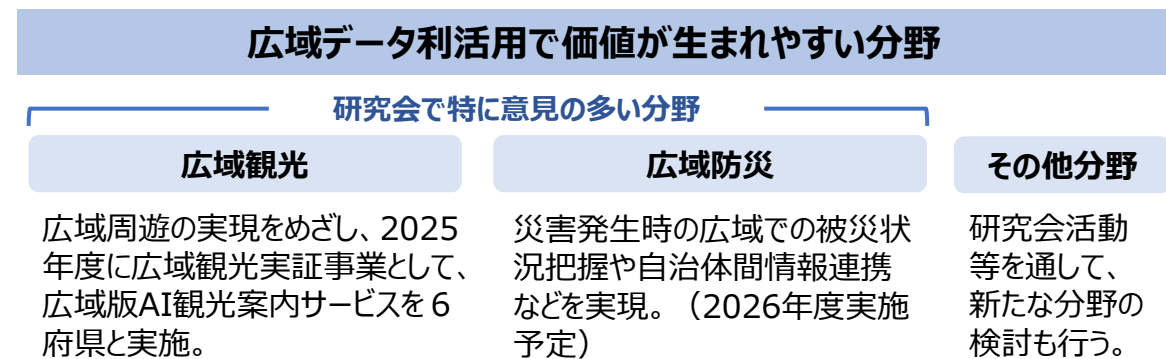 広域データ利活用で価値が生まれやすい分野
研究会で特に意見の多い分野
広域観光
広域周遊の実現をめざし、2025
年度に広域観光実証事業として、
広域版AI観光案内サービスを６
府県と実施。
広域防災
災害発生時の広域での被災状
況把握や自治体間情報連携
などを実現。（2026年度実施
予定）
その他分野
研究会活動
等を通して、
新たな分野の
検討も行う。